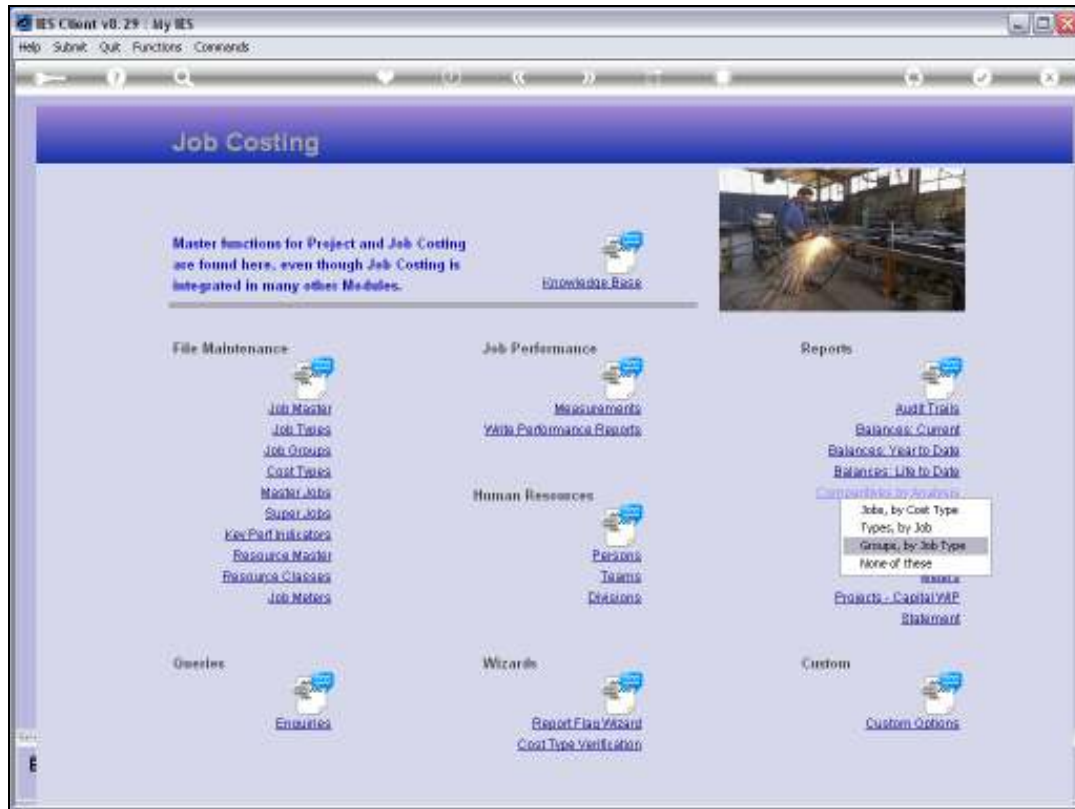 IES Client v8.29 : My IES
Help Submit Quit Functions Commands
Job Costing
Master functions for Project and Job Costing
are found here, even though Job Costing is
integrated in many other Modules.
Knowledge Base
File Maintenance
Job Master
Job Types
Job Groups
Cost Types
Master Jobs
Super Jobs
Key Perf Indicators
Resource Master
Resource Classes
Job Meters
Job Performance
Measurements
Write Performance Reports
Human Resources
Persons
Teams
Divisions
Reports
Audit Trails
Balances: Current
Balances: Year to Date
Balances: Life to Date
Comparitives by Analysis
Jobs, by Cost Type
Types, by Job
Groups, by Job Type
None of these
Projects - Capital WIP
Statement
Queries
Enquiries
Wizards
Report Flag Wizard
Cost Type Verification
Custom
Custom Options